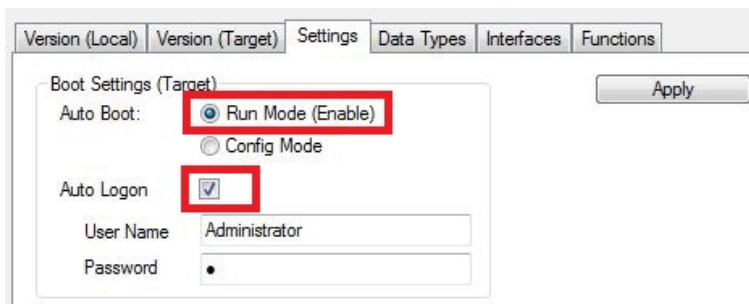 Version (Local) Version (Target) Settings Data Types Interfaces Functions
Boot Settings (Target)
Apply
Auto Boot: Run Mode (Enable)
Config Mode
Auto Logon
User Name Administrator
Password ●